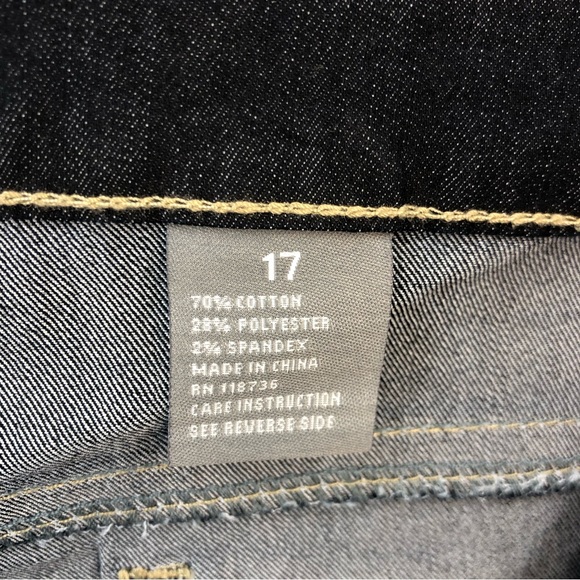 17
70% COTTON
28% POLYESTER
2% SPANDEX
MADE IN CHINA
RN 118736
CARE INSTRUCTION
SEE REVERSE SIDE